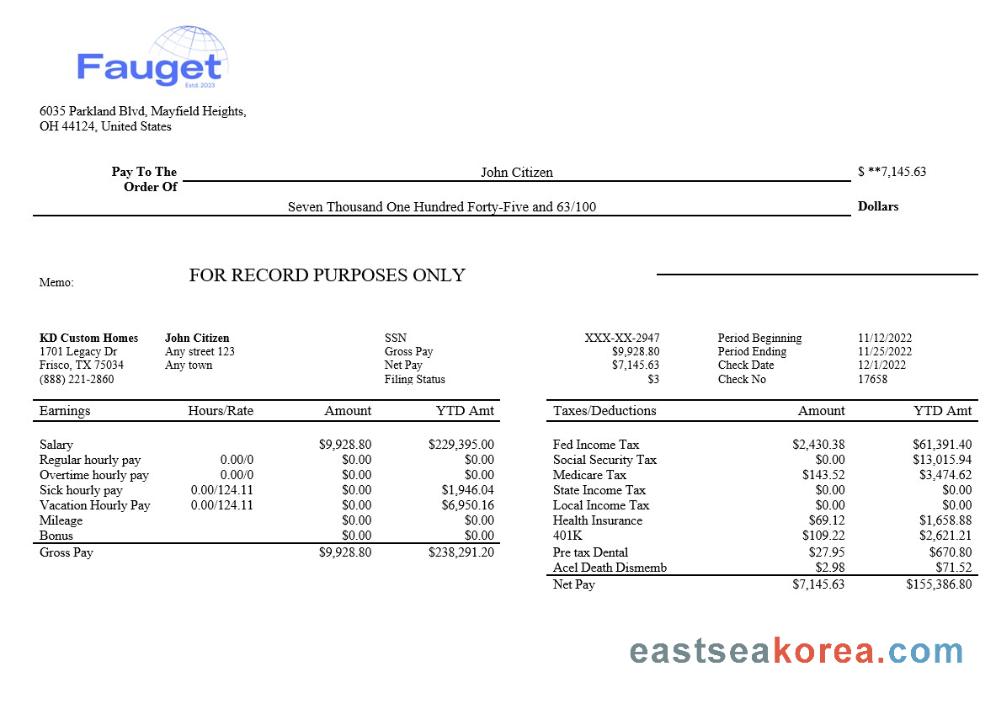 Fauget
Estd. 2023
6035 Parkland Blvd, Mayfield Heights,
OH 44124, United States
Pay To The Order Of John Citizen $ **7,145.63
Seven Thousand One Hundred Forty-Five and 63/100 Dollars
Memo: FOR RECORD PURPOSES ONLY
KD Custom Homes John Citizen SSN XXX-XX-2947 Period Beginning 11/12/2022
1701 Legacy Dr Any street 123 Gross Pay $9,928.80 Period Ending 11/25/2022
Frisco, TX 75034 Any town Net Pay $7,145.63 Check Date 12/1/2022
(888) 221-2860 Filing Status $3 Check No 17658
Earnings Hours/Rate Amount YTD Amt Taxes/Deductions Amount YTD Amt
Salary $9,928.80 $229,395.00 Fed Income Tax $2,430.38 $61,391.40
Regular hourly pay 0.00/0 $0.00 $0.00 Social Security Tax $0.00 $13,015.94
Overtime hourly pay 0.00/0 $0.00 $0.00 Medicare Tax $143.52 $3,474.62
Sick hourly pay 0.00/124.11 $0.00 $1,946.04 State Income Tax $0.00 $0.00
Vacation Hourly Pay 0.00/124.11 $0.00 $6,950.16 Local Income Tax $0.00 $0.00
Mileage $0.00 $0.00 Health Insurance $69.12 $1,658.88
Bonus $0.00 $0.00 401K $109.22 $2,621.21
Gross Pay $9,928.80 $238,291.20 Pre tax Dental $27.95 $670.80
Acel Death Dismemb $2.98 $71.52
Net Pay $7,145.63 $155,386.80
eastseakorea.com